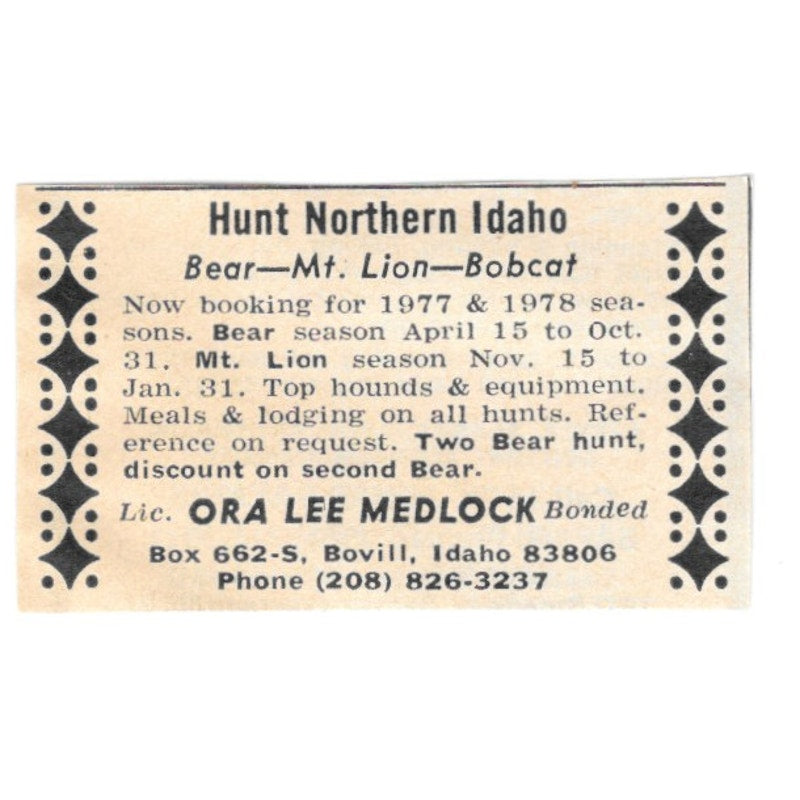 Hunt Northern Idaho
Bear—Mt. Lion—Bobcat
Now booking for 1977 & 1978 sea-
sons. Bear season April 15 to Oct.
31. Mt. Lion season Nov. 15 to
Jan. 31. Top hounds & equipment.
Meals & lodging on all hunts. Ref-
erence on request. Two Bear hunt,
discount on second Bear.
Lic. ORA LEE MEDLOCK Bonded
Box 662-S, Bovill, Idaho 83806
Phone (208) 826-3237